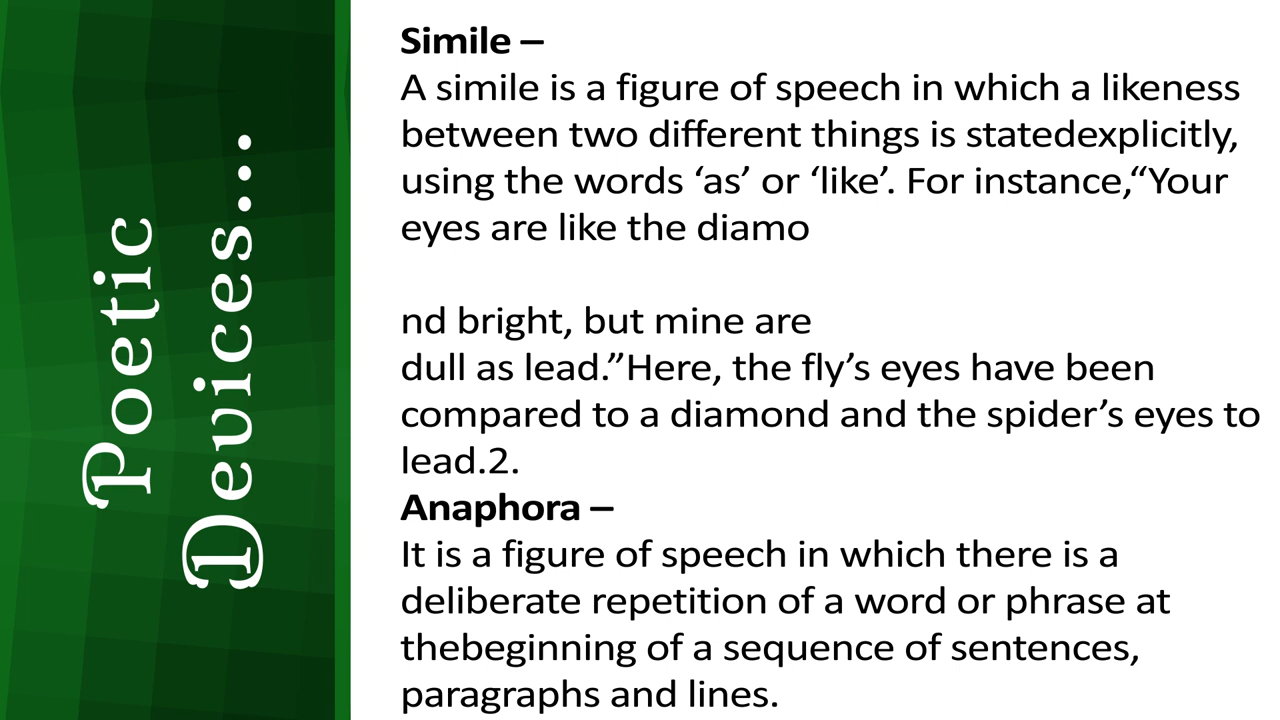 Poetic
Devices...
Simile –
A simile is a figure of speech in which a likeness
between two different things is statedexplicitly,
using the words ‘as’ or ‘like’. For instance,“Your
eyes are like the diamo
nd bright, but mine are
dull as lead.”Here, the fly’s eyes have been
compared to a diamond and the spider’s eyes to
lead.2.
Anaphora –
It is a figure of speech in which there is a
deliberate repetition of a word or phrase at
thebeginning of a sequence of sentences,
paragraphs and lines.